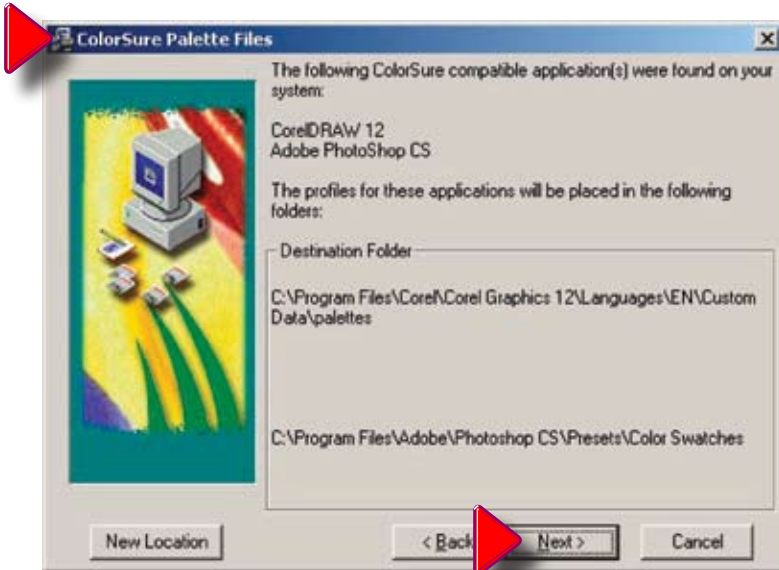 ColorSure Palette Files
The following ColorSure compatible application(s) were found on your
system:
CorelDRAW 12
Adobe PhotoShop CS
The profiles for these applications will be placed in the following
folders:
Destination Folder
C:\Program Files\Corel\Corel Graphics 12\Languages\EN\Custom
Data\palettes
C:\Program Files\Adobe\Photoshop CS\Presets\Color Swatches
New Location
< Back
Next >
Cancel